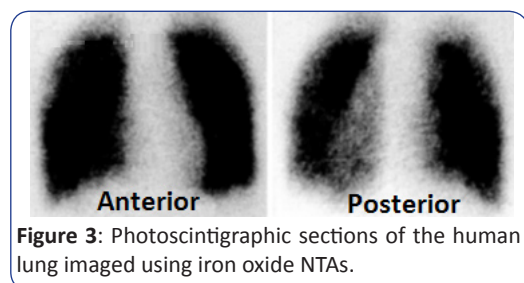 Anterior
Posterior
Figure 3: Photoscintigraphic sections of the human
lung imaged using iron oxide NTAs.